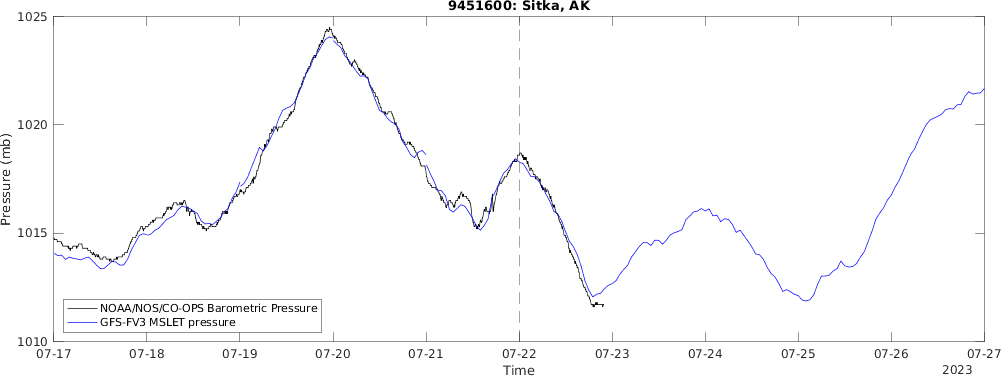 9451600: Sitka, AK
Pressure (mb)
1025
1020
1015
1010
NOAA/NOS/CO-OPS Barometric Pressure
GFS-FV3 MSLET pressure
07-17 07-18 07-19 07-20 07-21 07-22 07-23 07-24 07-25 07-26 07-27
Time
2023